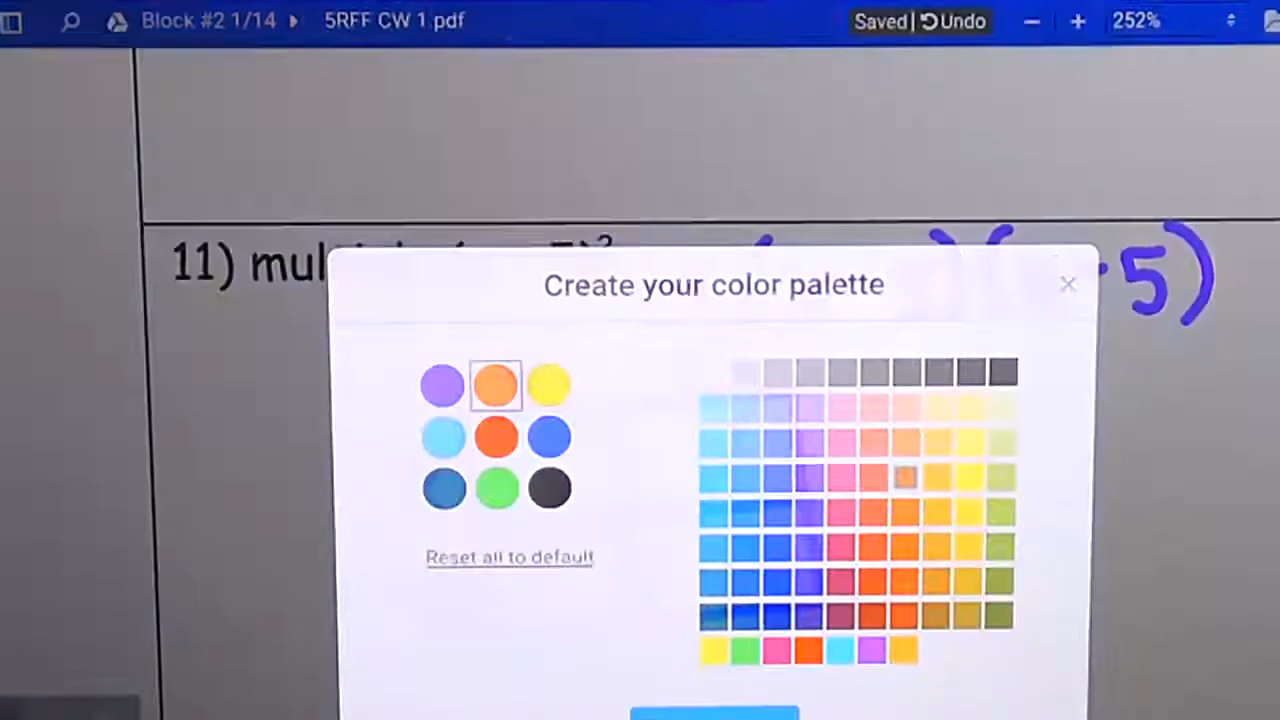 Block #2 1/14 5RFF CW 1.pdf Saved | Undo − + 252%
11) mul 2 ( ) ( 5)
Create your color palette ×
Reset all to default